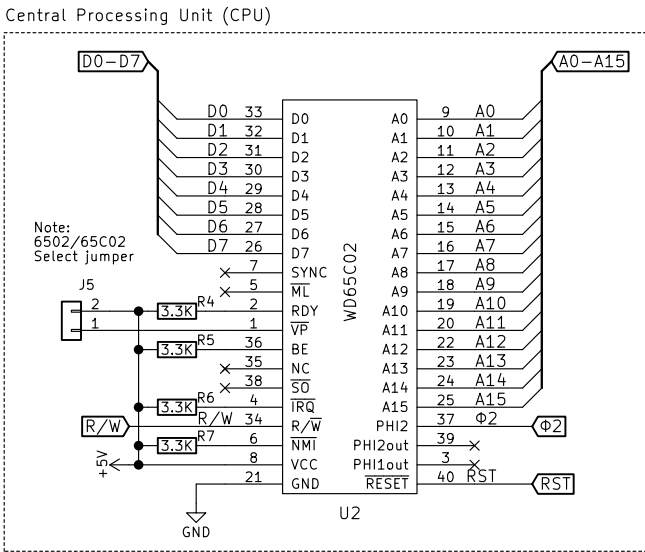 Central Processing Unit (CPU)
D0-D7
A0-A15
D0 33 D0 A0 9 A0
D1 32 D1 A1 10 A1
D2 31 D2 A2 11 A2
D3 30 D3 A3 12 A3
D4 29 D4 A4 13 A4
D5 28 D5 A5 14 A5
D6 27 D6 A6 15 A6
D7 26 D7 A7 16 A7
7 SYNC A8 17 A8
5 ML A9 18 A9
2 R4 3.3K 2 RDY A10 19 A10
1 1 VP A11 20 A11
R5 3.3K 36 BE A12 22 A12
35 NC A13 23 A13
38 SO A14 24 A14
R6 3.3K 4 IRQ A15 25 A15
R/W R/W 34 R/W PHI2 37 Φ2 Φ2
R7 3.3K 6 NMI PHI2out 39
+5V 8 VCC PHI1out 3
21 GND RESET 40 RST RST
Note:
6502/65C02
Select jumper
J5
WD65C02
GND
U2